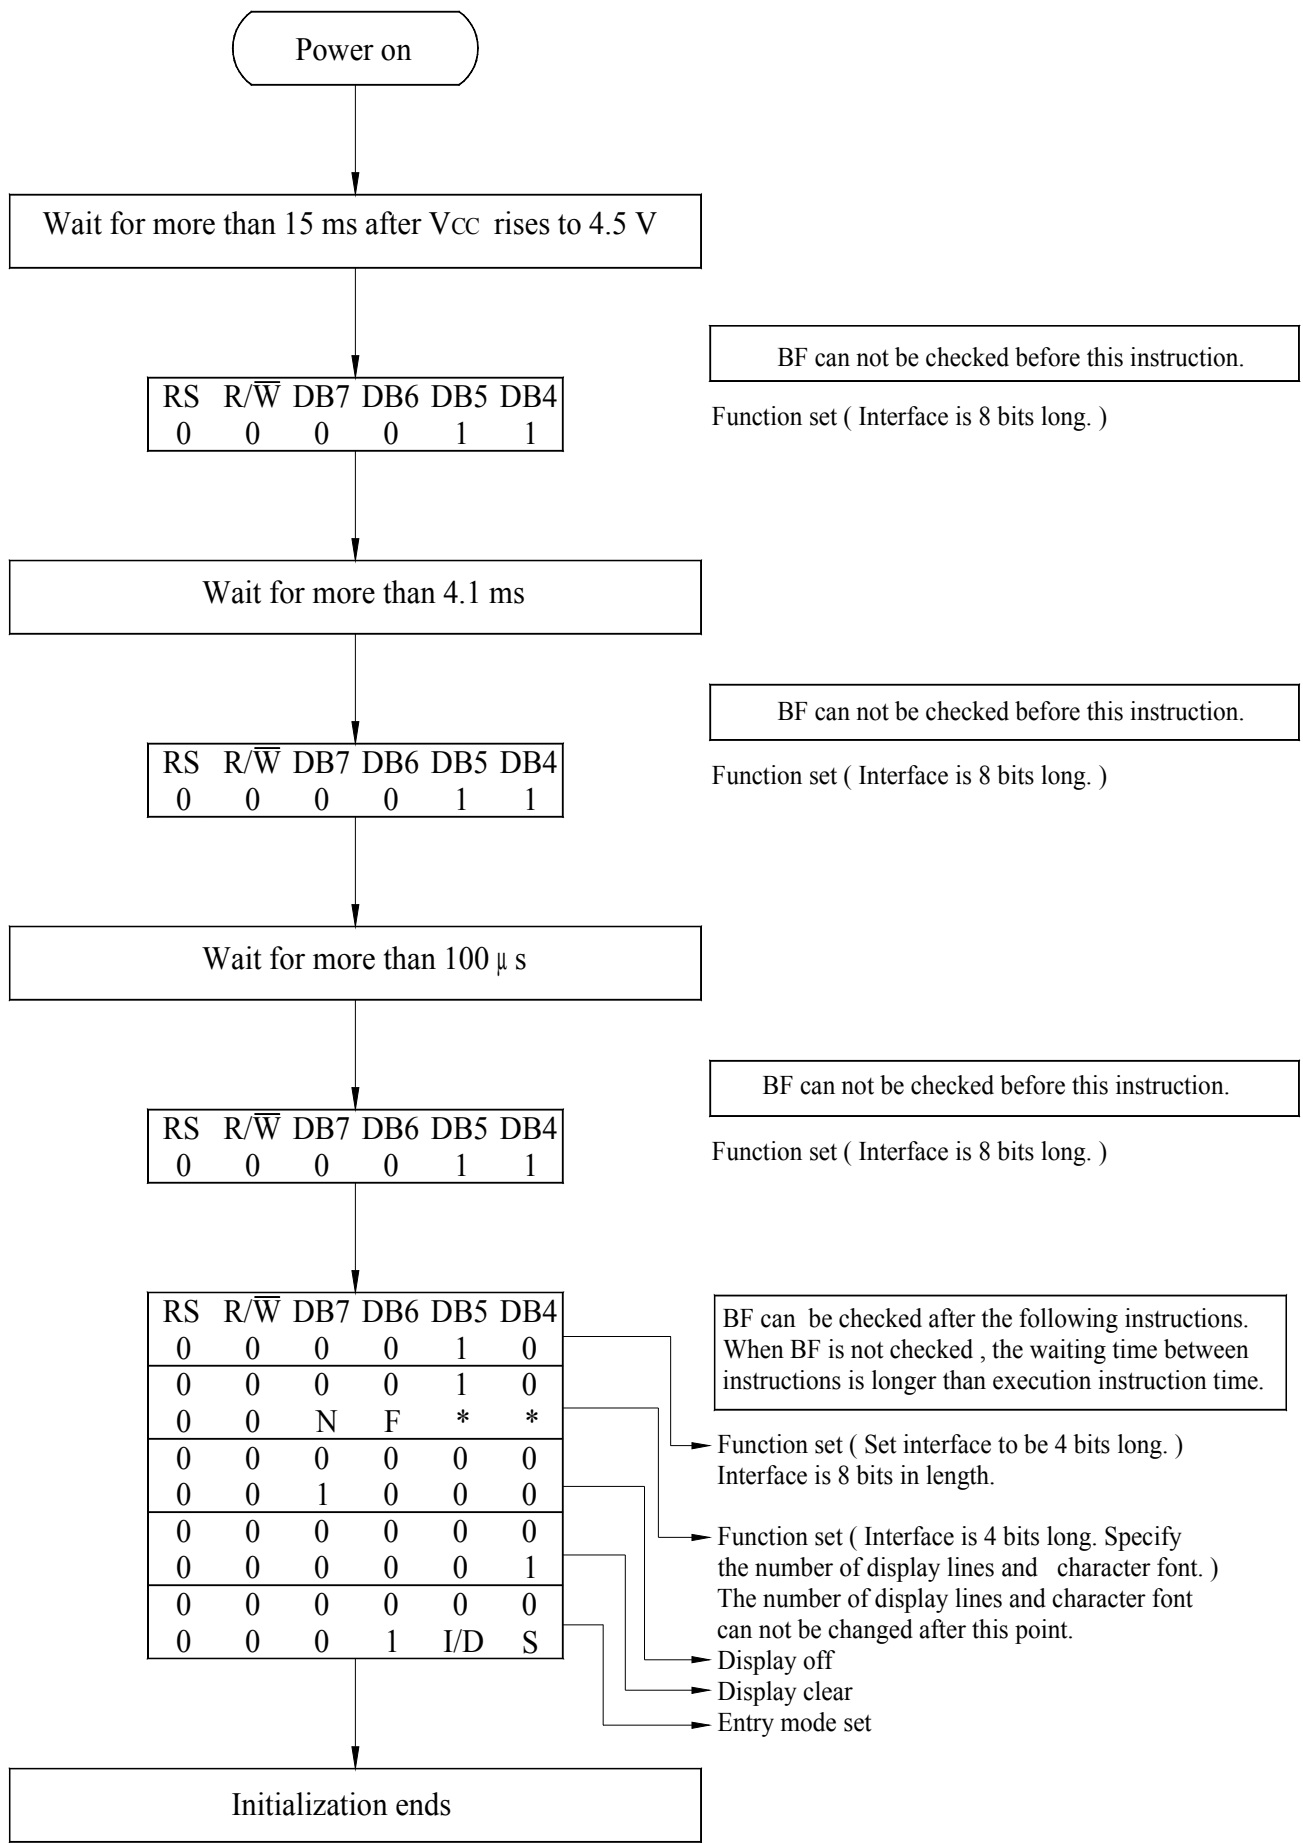 Power on
Wait for more than 15 ms after VCC rises to 4.5 V
BF can not be checked before this instruction.
RS R/W̅ DB7 DB6 DB5 DB4
0 0 0 0 1 1
Function set ( Interface is 8 bits long. )
Wait for more than 4.1 ms
BF can not be checked before this instruction.
RS R/W̅ DB7 DB6 DB5 DB4
0 0 0 0 1 1
Function set ( Interface is 8 bits long. )
Wait for more than 100 μ s
BF can not be checked before this instruction.
RS R/W̅ DB7 DB6 DB5 DB4
0 0 0 0 1 1
Function set ( Interface is 8 bits long. )
RS R/W̅ DB7 DB6 DB5 DB4
0 0 0 0 1 0
0 0 0 0 1 0
0 0 N F * *
0 0 0 0 0 0
0 0 1 0 0 0
0 0 0 0 0 0
0 0 0 0 0 1
0 0 0 0 0 0
0 0 0 1 I/D S
BF can be checked after the following instructions.
When BF is not checked , the waiting time between
instructions is longer than execution instruction time.
Function set ( Set interface to be 4 bits long. )
Interface is 8 bits in length.
Function set ( Interface is 4 bits long. Specify
the number of display lines and character font. )
The number of display lines and character font
can not be changed after this point.
Display off
Display clear
Entry mode set
Initialization ends